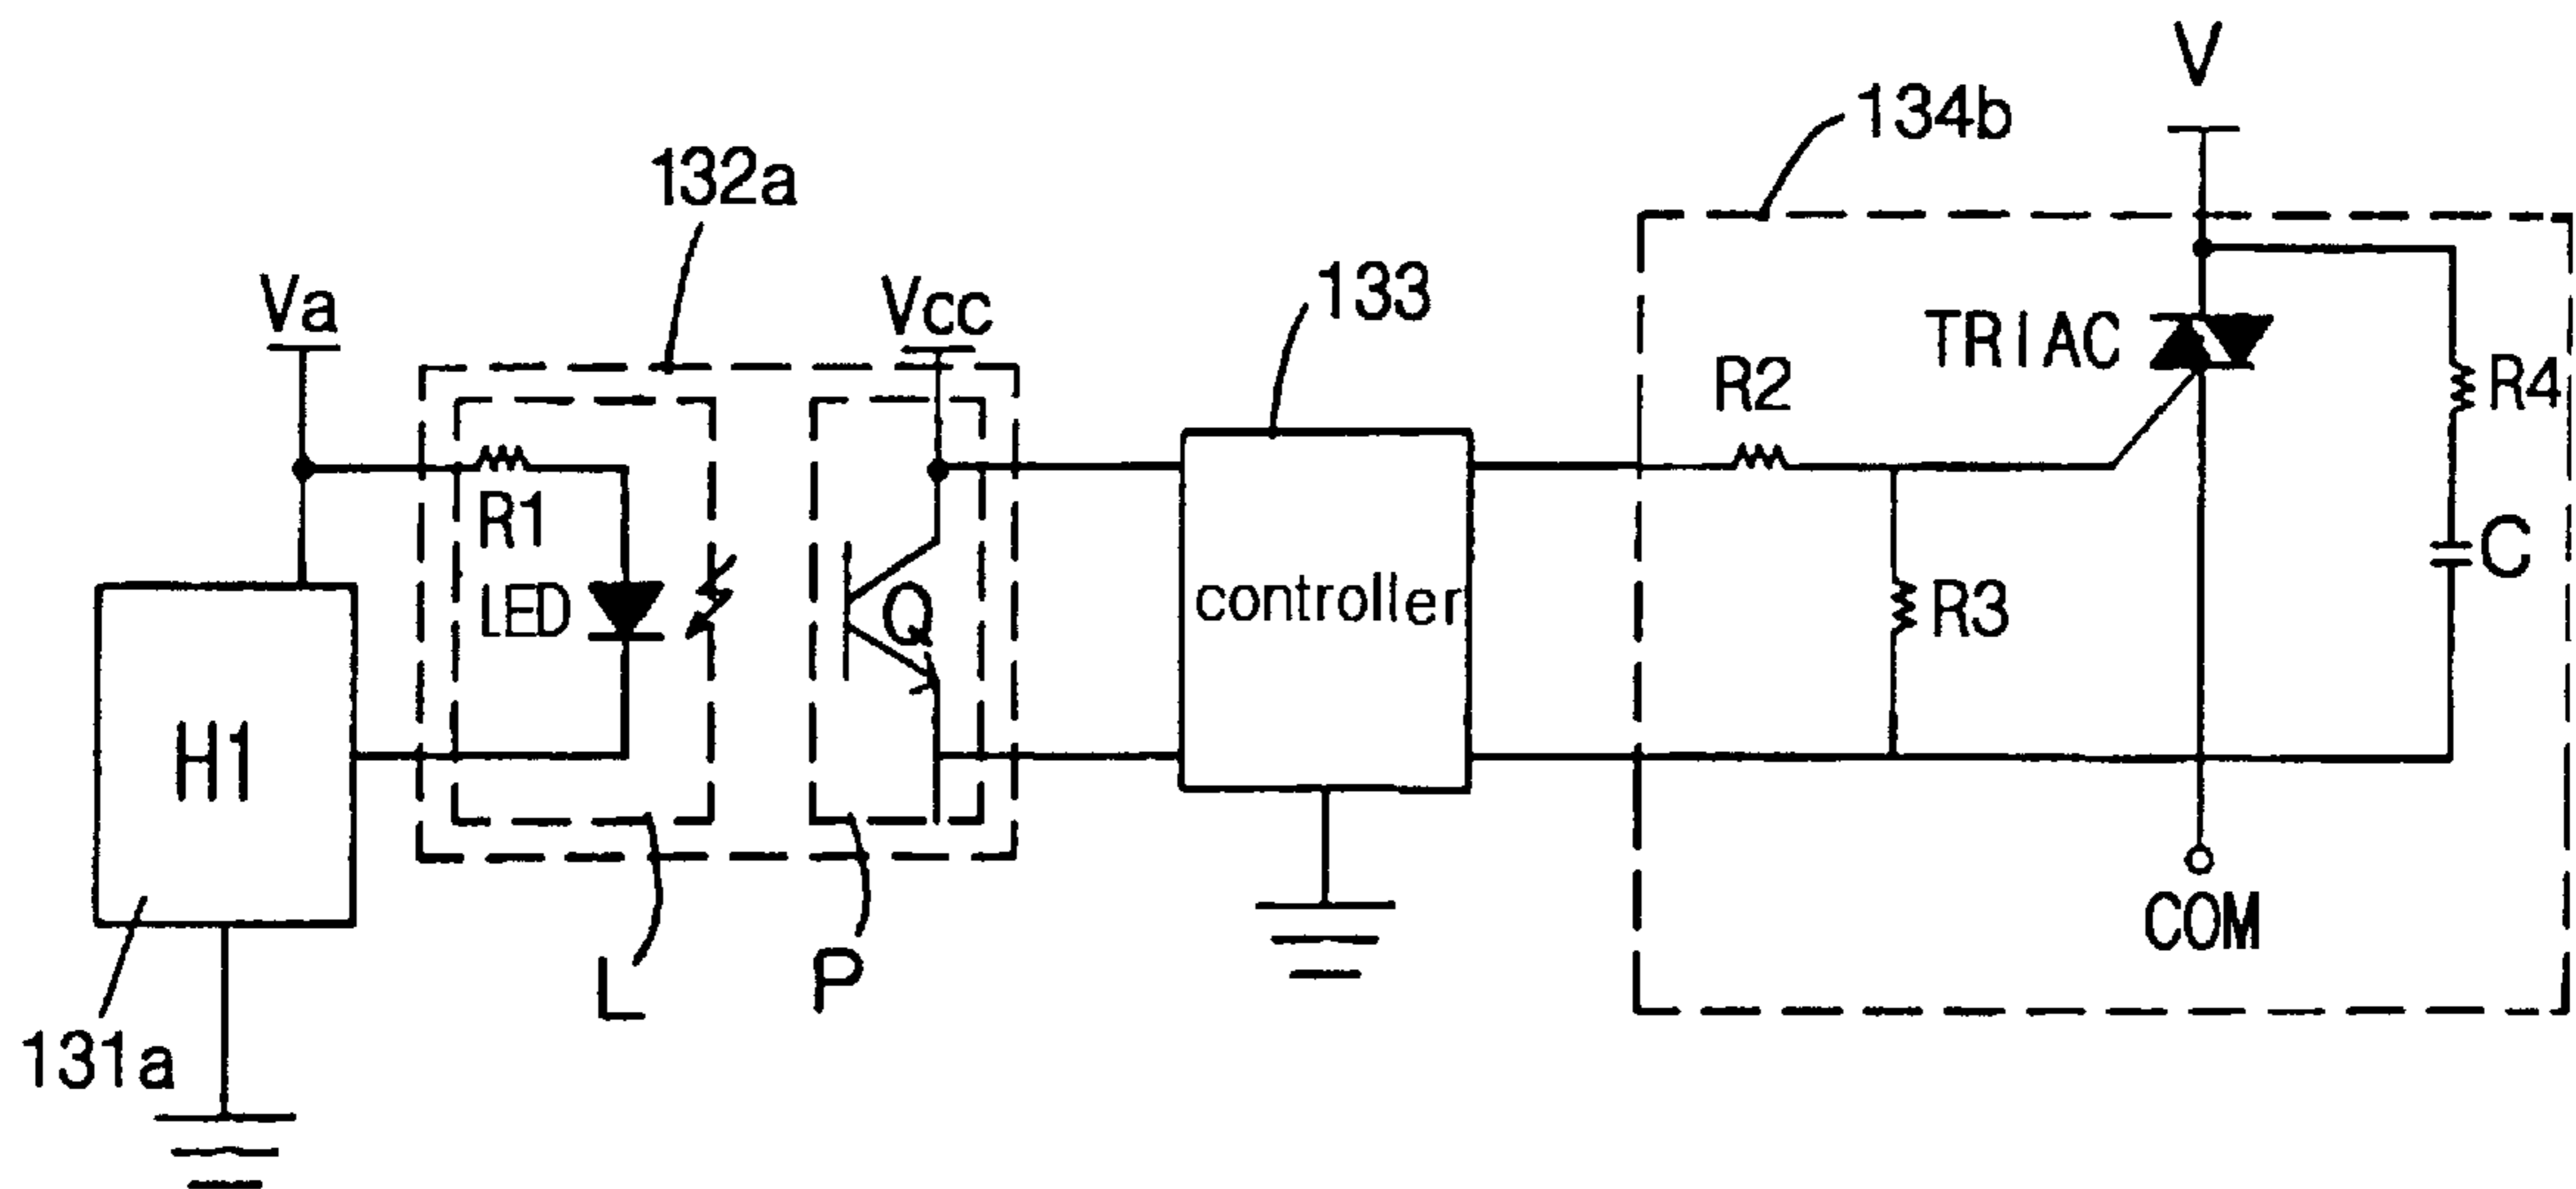 V
134b
132a
133
Va
Vcc
TRIAC
R2
R4
R1
LED
Q
controller
R3
C
H1
COM
L
P
131a